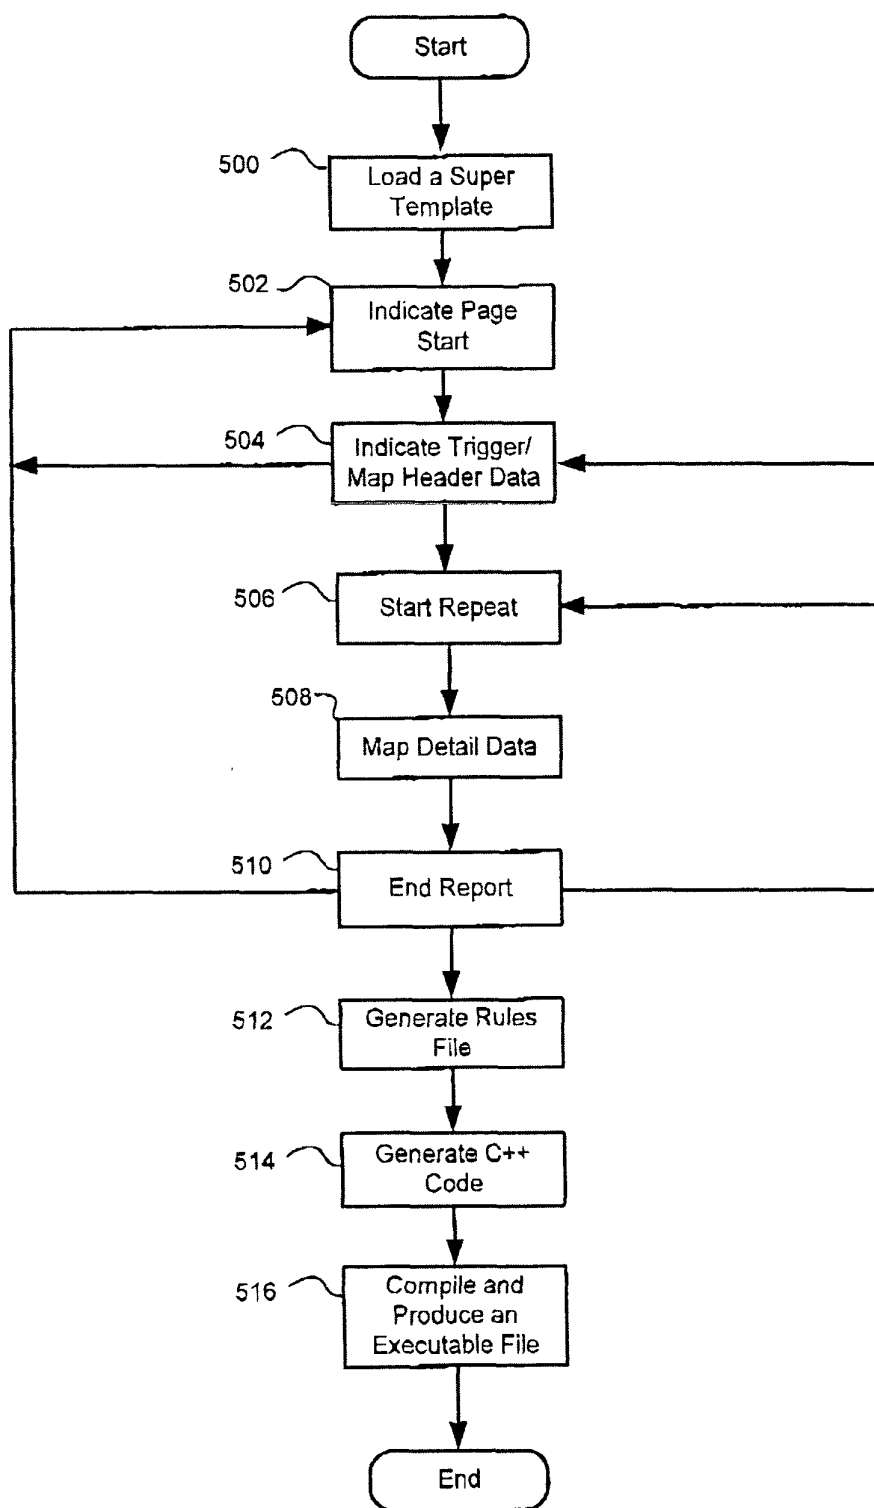 Start
500
Load a Super
Template
502
Indicate Page
Start
504
Indicate Trigger/
Map Header Data
506
Start Repeat
508
Map Detail Data
510
End Report
512
Generate Rules
File
514
Generate C++
Code
516
Compile and
Produce an
Executable File
End